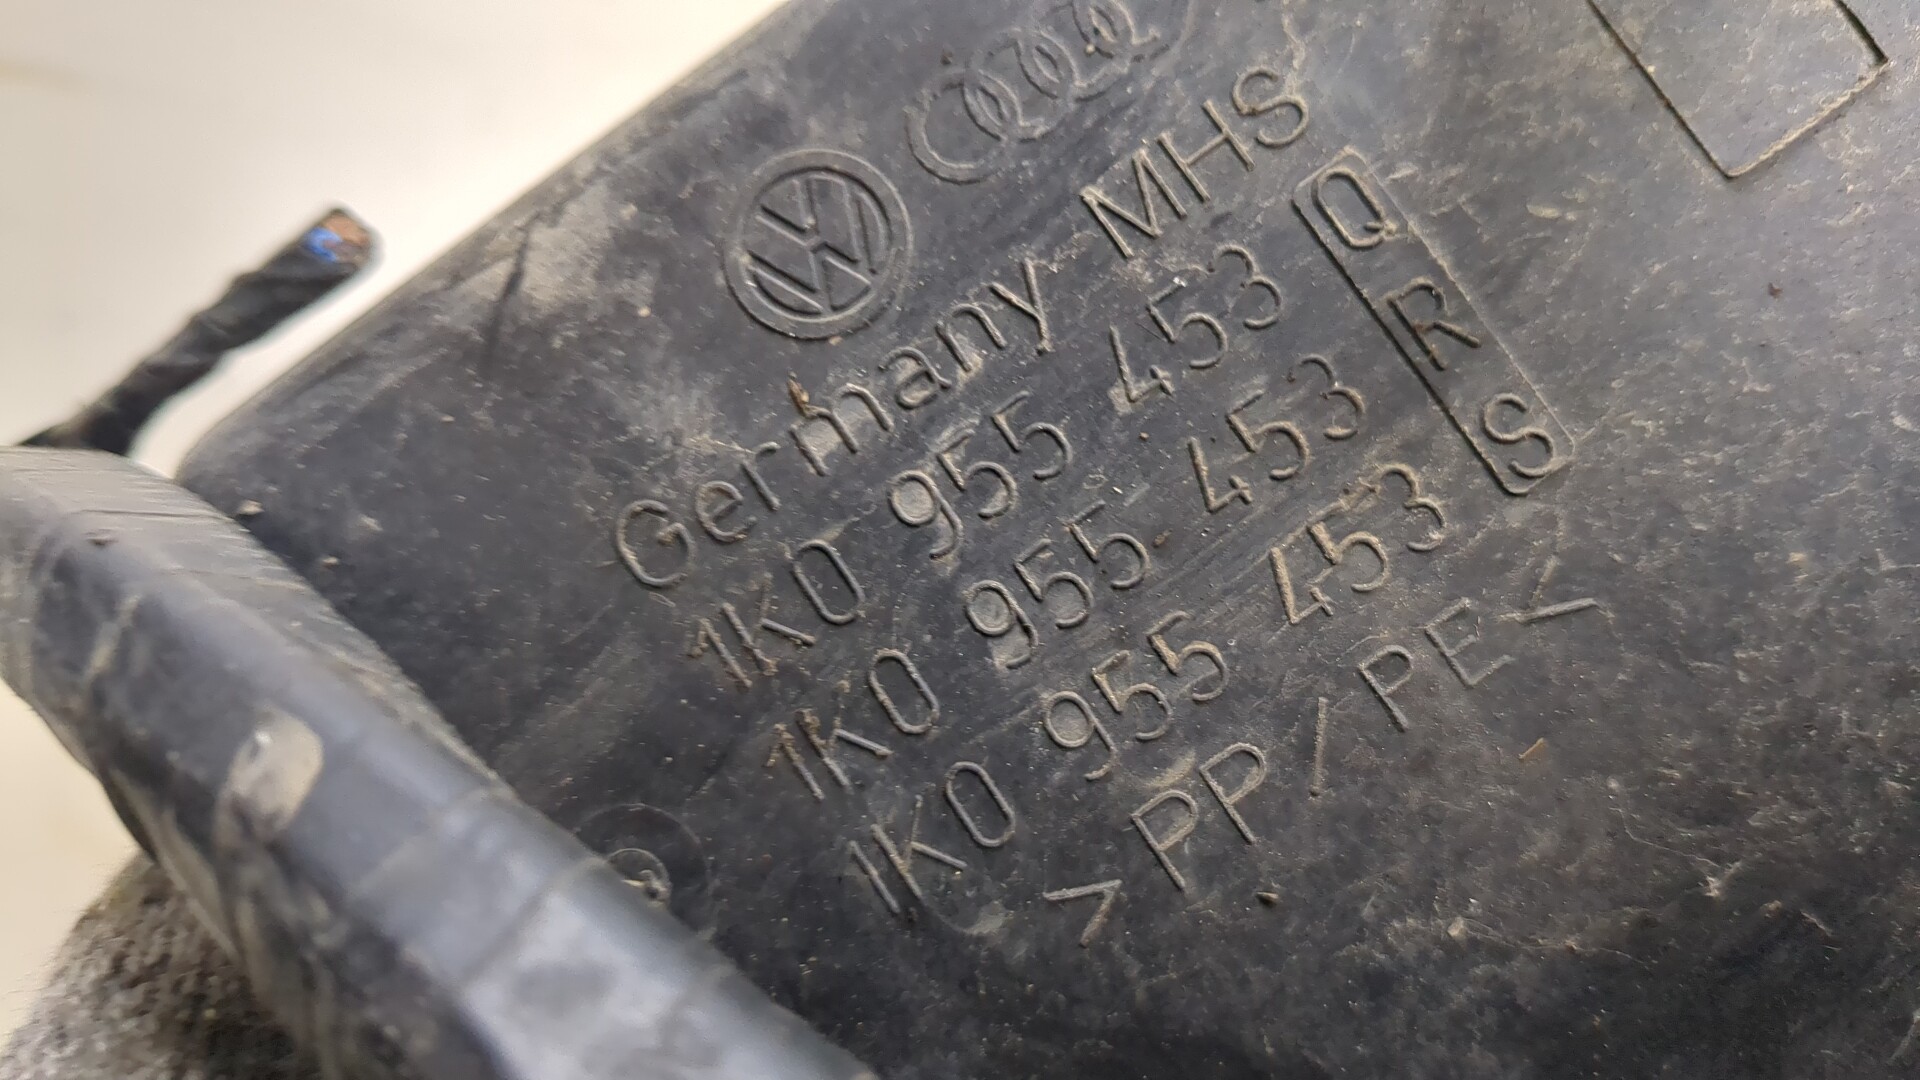 Germany MHS
1K0 955 453 Q
1K0 955 453 R
1K0 955 453 S
>PP/PE<